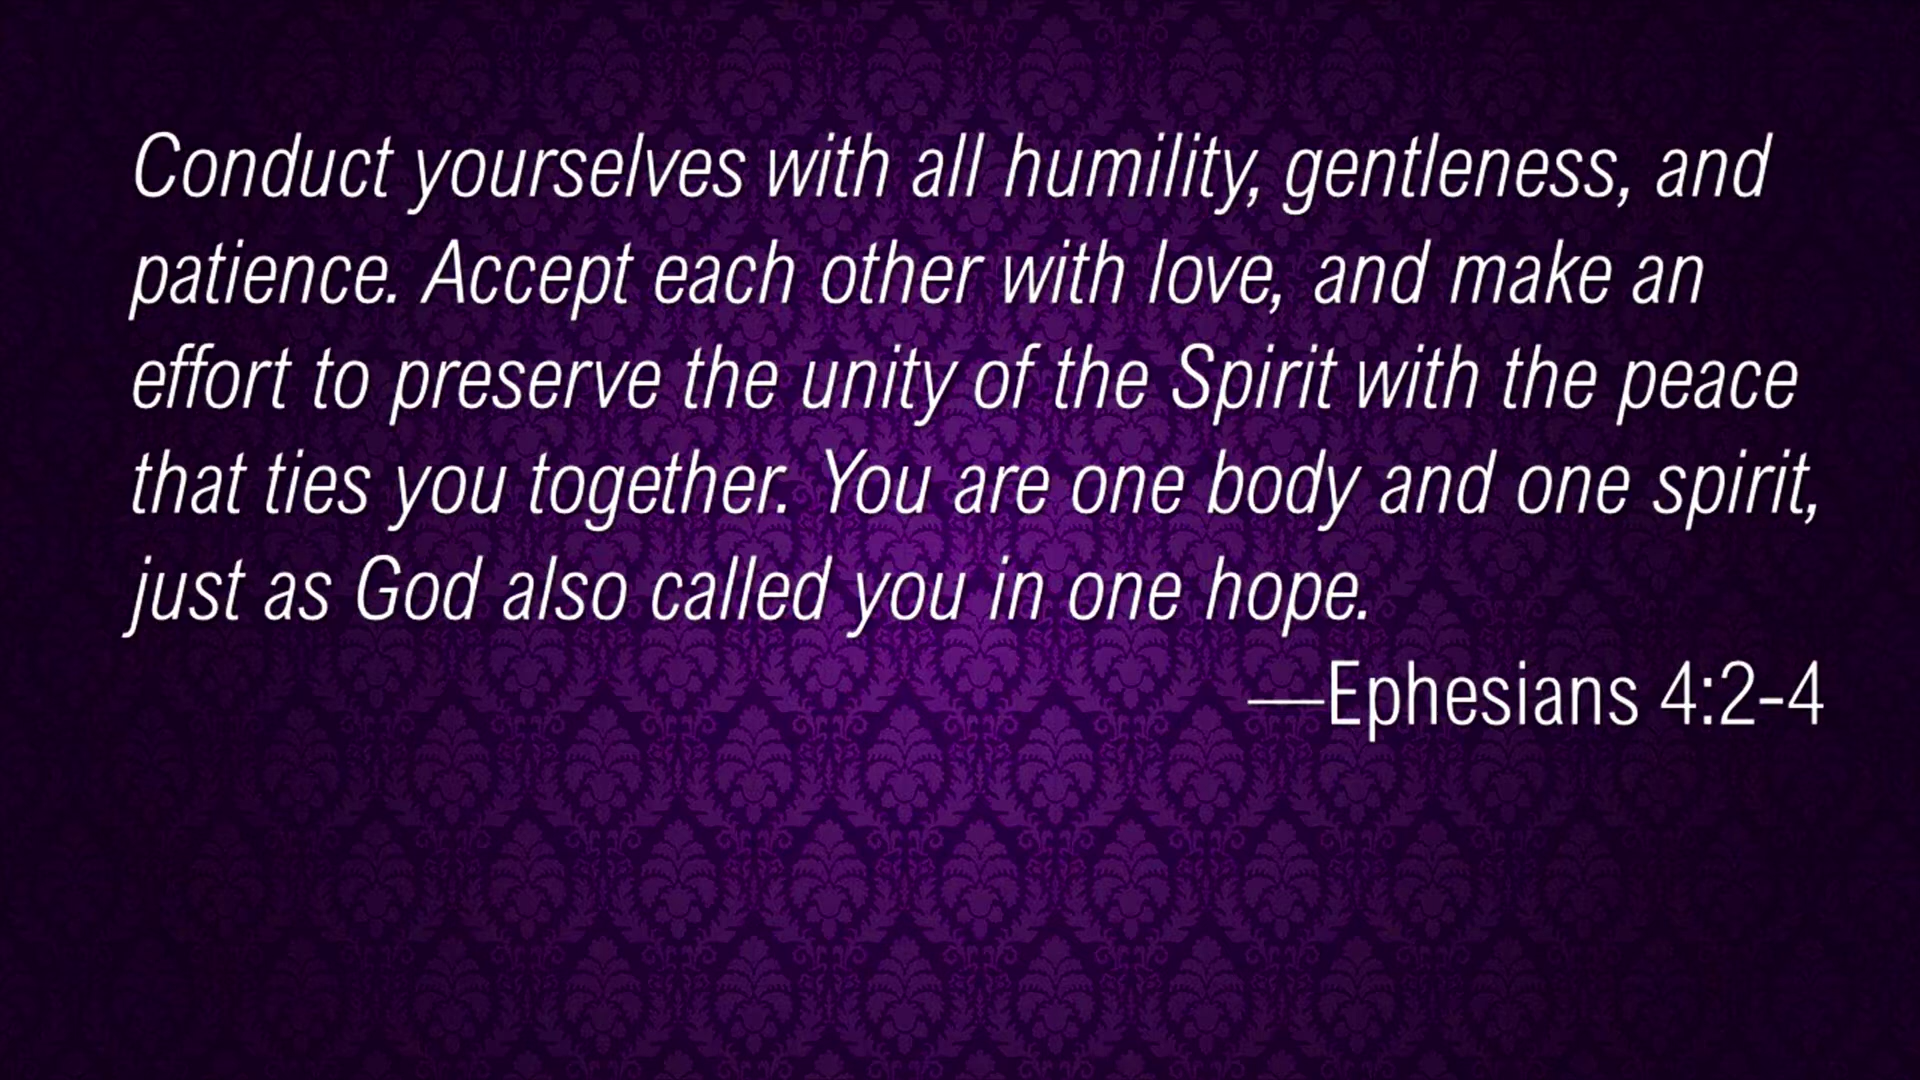 Conduct yourselves with all humility, gentleness, and
patience. Accept each other with love, and make an
effort to preserve the unity of the Spirit with the peace
that ties you together. You are one body and one spirit,
just as God also called you in one hope.
—Ephesians 4:2-4